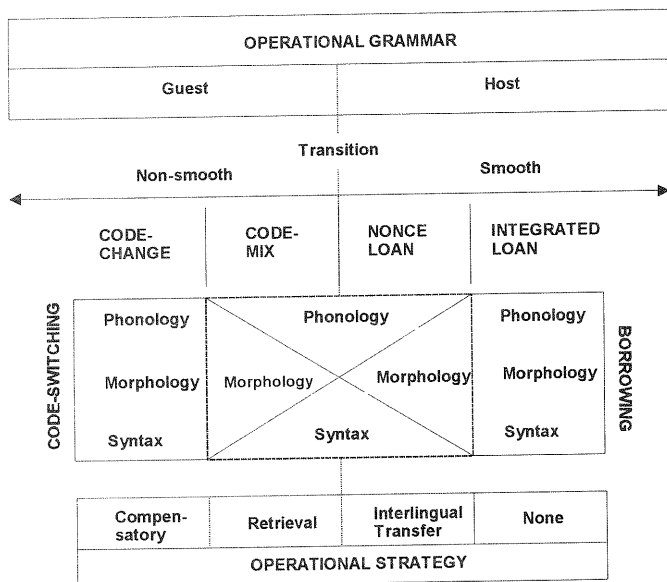 OPERATIONAL GRAMMAR
Guest Host
Transition
Non-smooth Smooth
CODE- CODE- NONCE INTEGRATED
CHANGE MIX LOAN LOAN
CODE-SWITCHING
Phonology Phonology Phonology
Morphology Morphology Morphology Morphology
Syntax Syntax Syntax
BORROWING
Compen- Retrieval Interlingual None
satory Transfer
OPERATIONAL STRATEGY